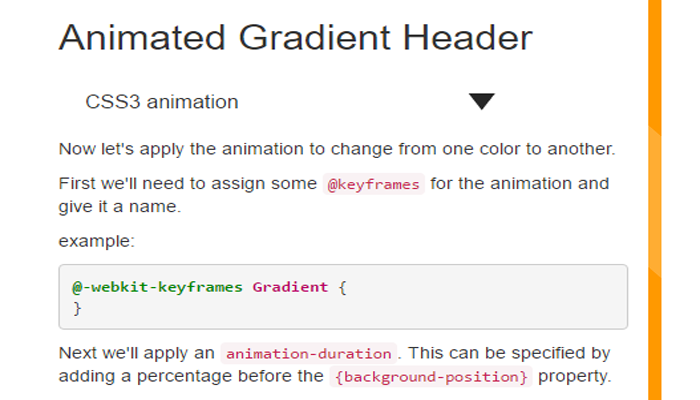 Animated Gradient Header
CSS3 animation
Now let's apply the animation to change from one color to another.
First we'll need to assign some @keyframes for the animation and
give it a name.
example:
@-webkit-keyframes Gradient {
}
Next we'll apply an animation-duration. This can be specified by
adding a percentage before the {background-position} property.